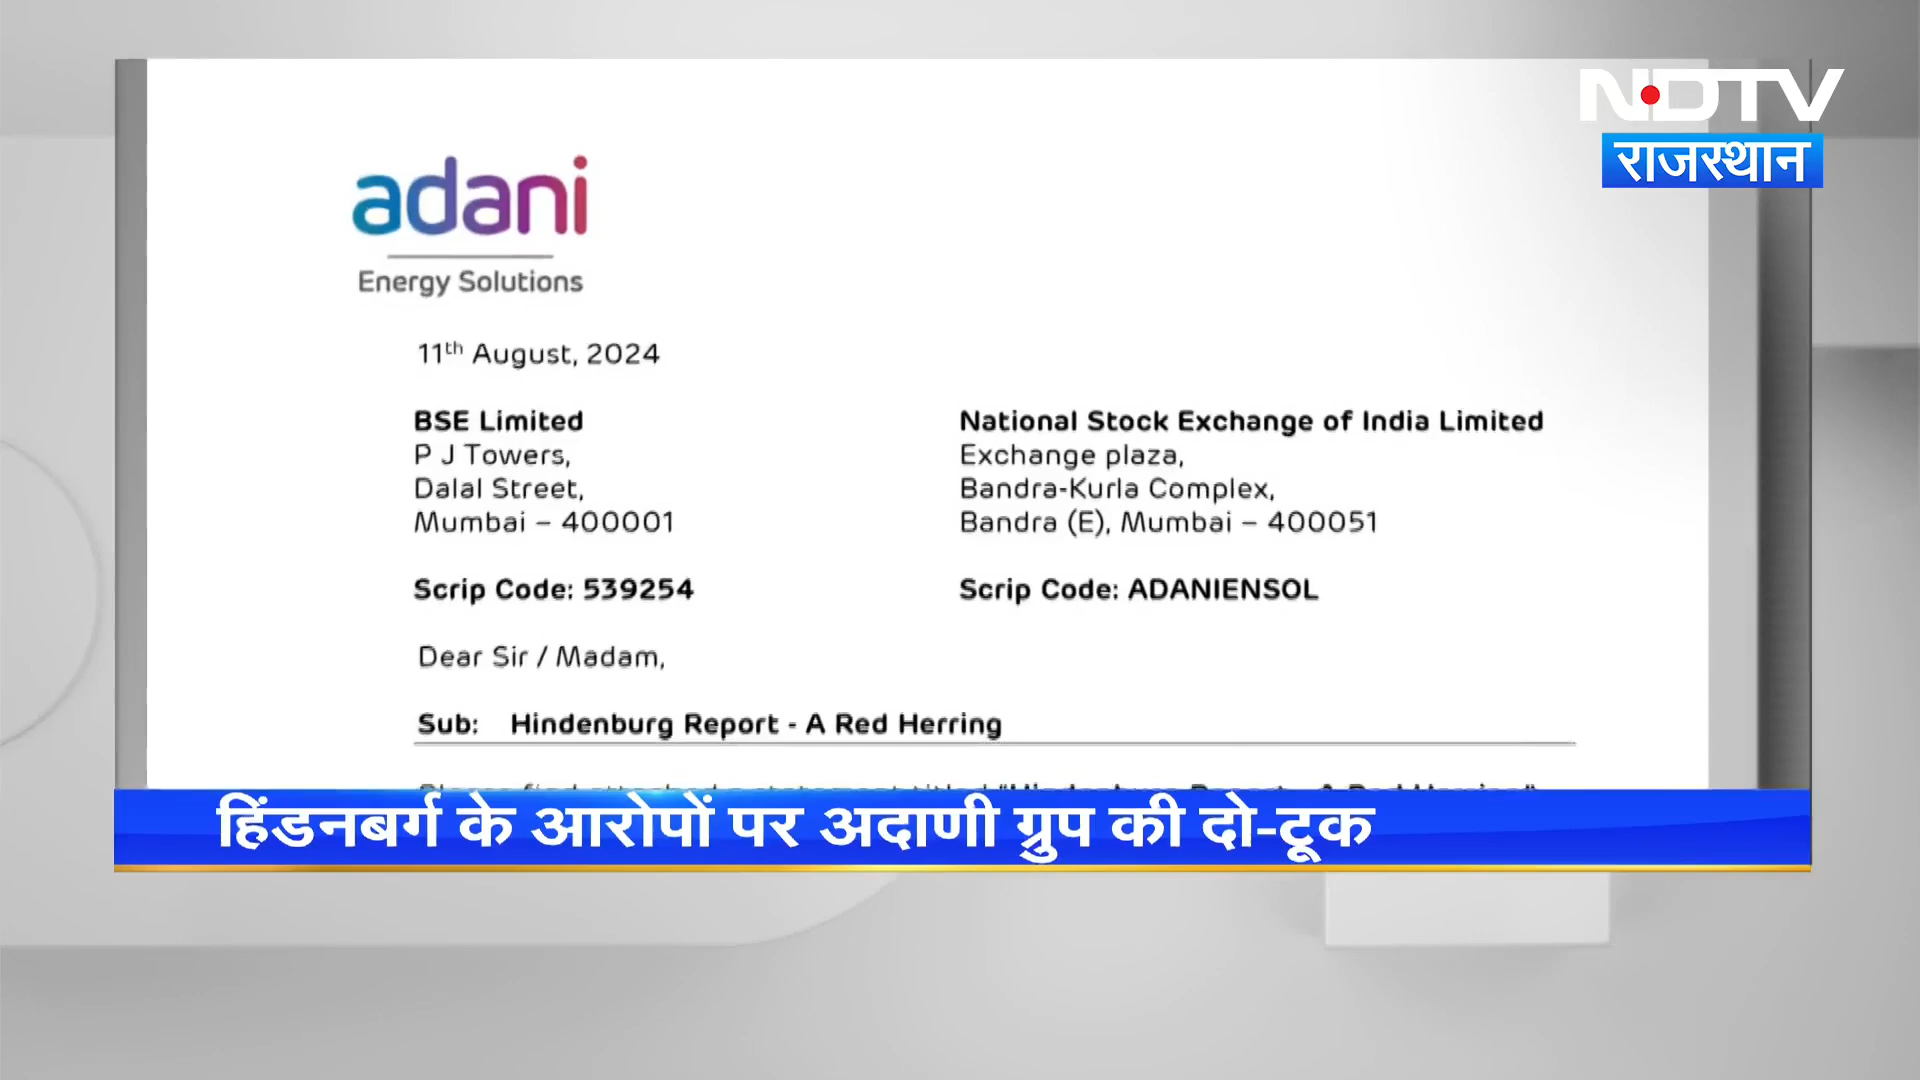 NDTV
राजस्थान
adani
Energy Solutions
11th August, 2024
BSE Limited
P J Towers,
Dalal Street,
Mumbai – 400001
Scrip Code: 539254
National Stock Exchange of India Limited
Exchange plaza,
Bandra-Kurla Complex,
Bandra (E), Mumbai – 400051
Scrip Code: ADANIENSOL
Dear Sir / Madam,
Sub: Hindenburg Report - A Red Herring
हिंडनबर्ग के आरोपों पर अदाणी ग्रुप की दो-टूक